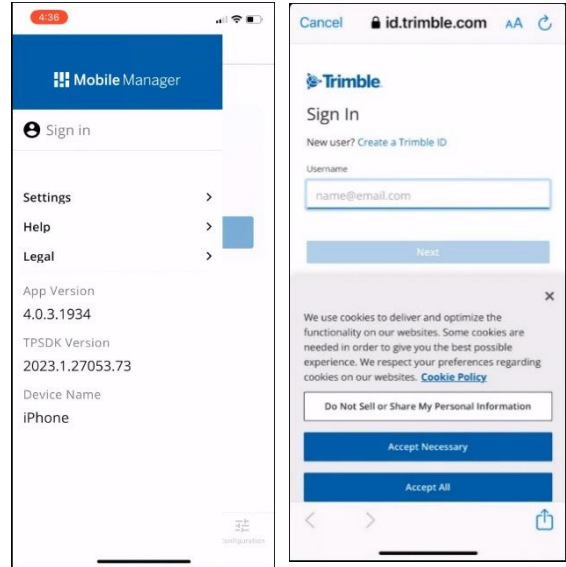 4:36
Mobile Manager
Sign in
Settings
Help
Legal
App Version
4.0.3.1934
TPSDK Version
2023.1.27053.73
Device Name
iPhone
onfiguration
Cancel
id.trimble.com
AA
Trimble
Sign In
New user? Create a Trimble ID
Username
name@email.com
Next
We use cookies to deliver and optimize the
functionality on our websites. Some cookies are
needed in order to give you the best possible
experience. We respect your preferences regarding
cookies on our websites. Cookie Policy
Do Not Sell or Share My Personal Information
Accept Necessary
Accept All